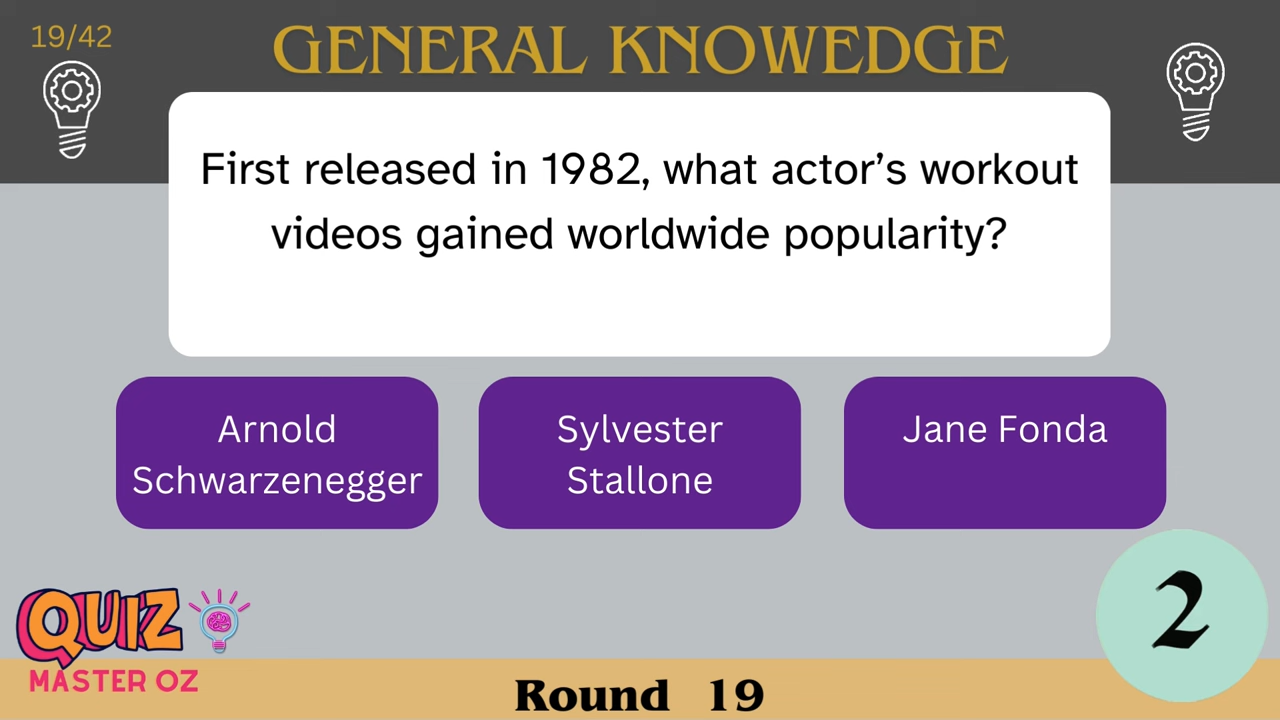 19/42
GENERAL KNOWEDGE
First released in 1982, what actor’s workout
videos gained worldwide popularity?
Arnold
Schwarzenegger
Sylvester
Stallone
Jane Fonda
2
QUIZ
MASTER OZ
Round 19